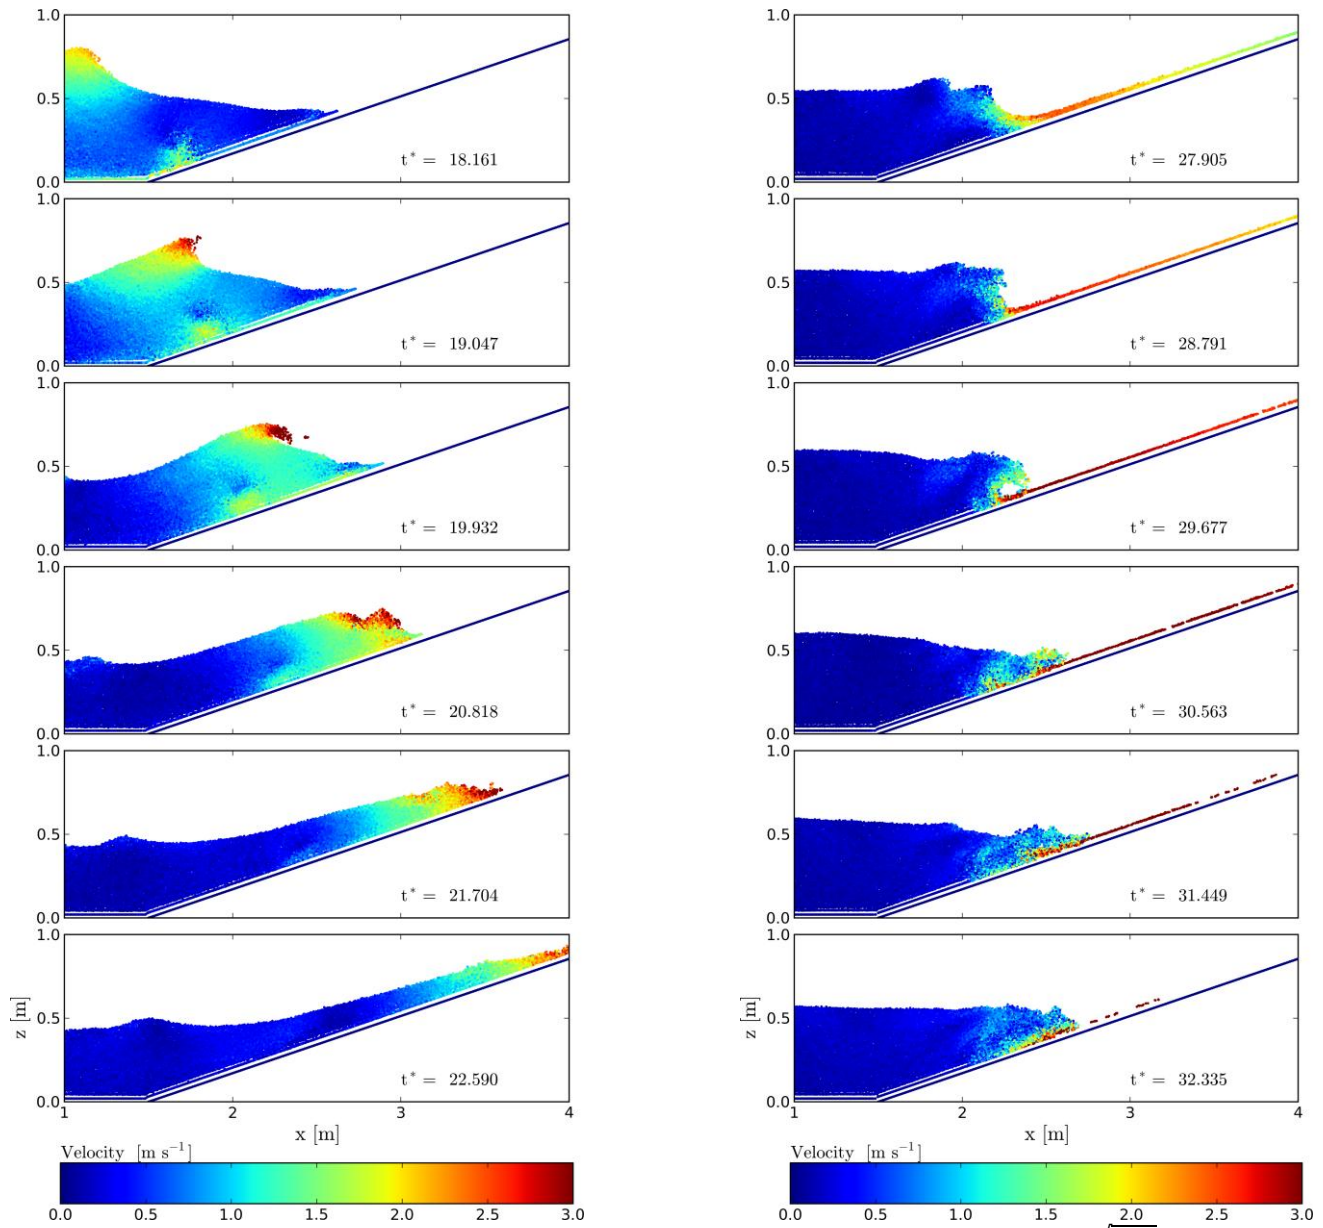 1.0
0.5
0.0
t* = 18.161
1.0
0.5
0.0
t* = 19.047
1.0
0.5
0.0
t* = 19.932
1.0
0.5
0.0
t* = 20.818
1.0
0.5
0.0
t* = 21.704
1.0
0.5
0.0
z [m]
t* = 22.590
1 2 3 4
x [m]
Velocity [m s⁻¹]
0.0 0.5 1.0 1.5 2.0 2.5 3.0
1.0
0.5
0.0
t* = 27.905
1.0
0.5
0.0
t* = 28.791
1.0
0.5
0.0
t* = 29.677
1.0
0.5
0.0
t* = 30.563
1.0
0.5
0.0
t* = 31.449
1.0
0.5
0.0
z [m]
t* = 32.335
1 2 3 4
x [m]
Velocity [m s⁻¹]
0.0 0.5 1.0 1.5 2.0 2.5 3.0